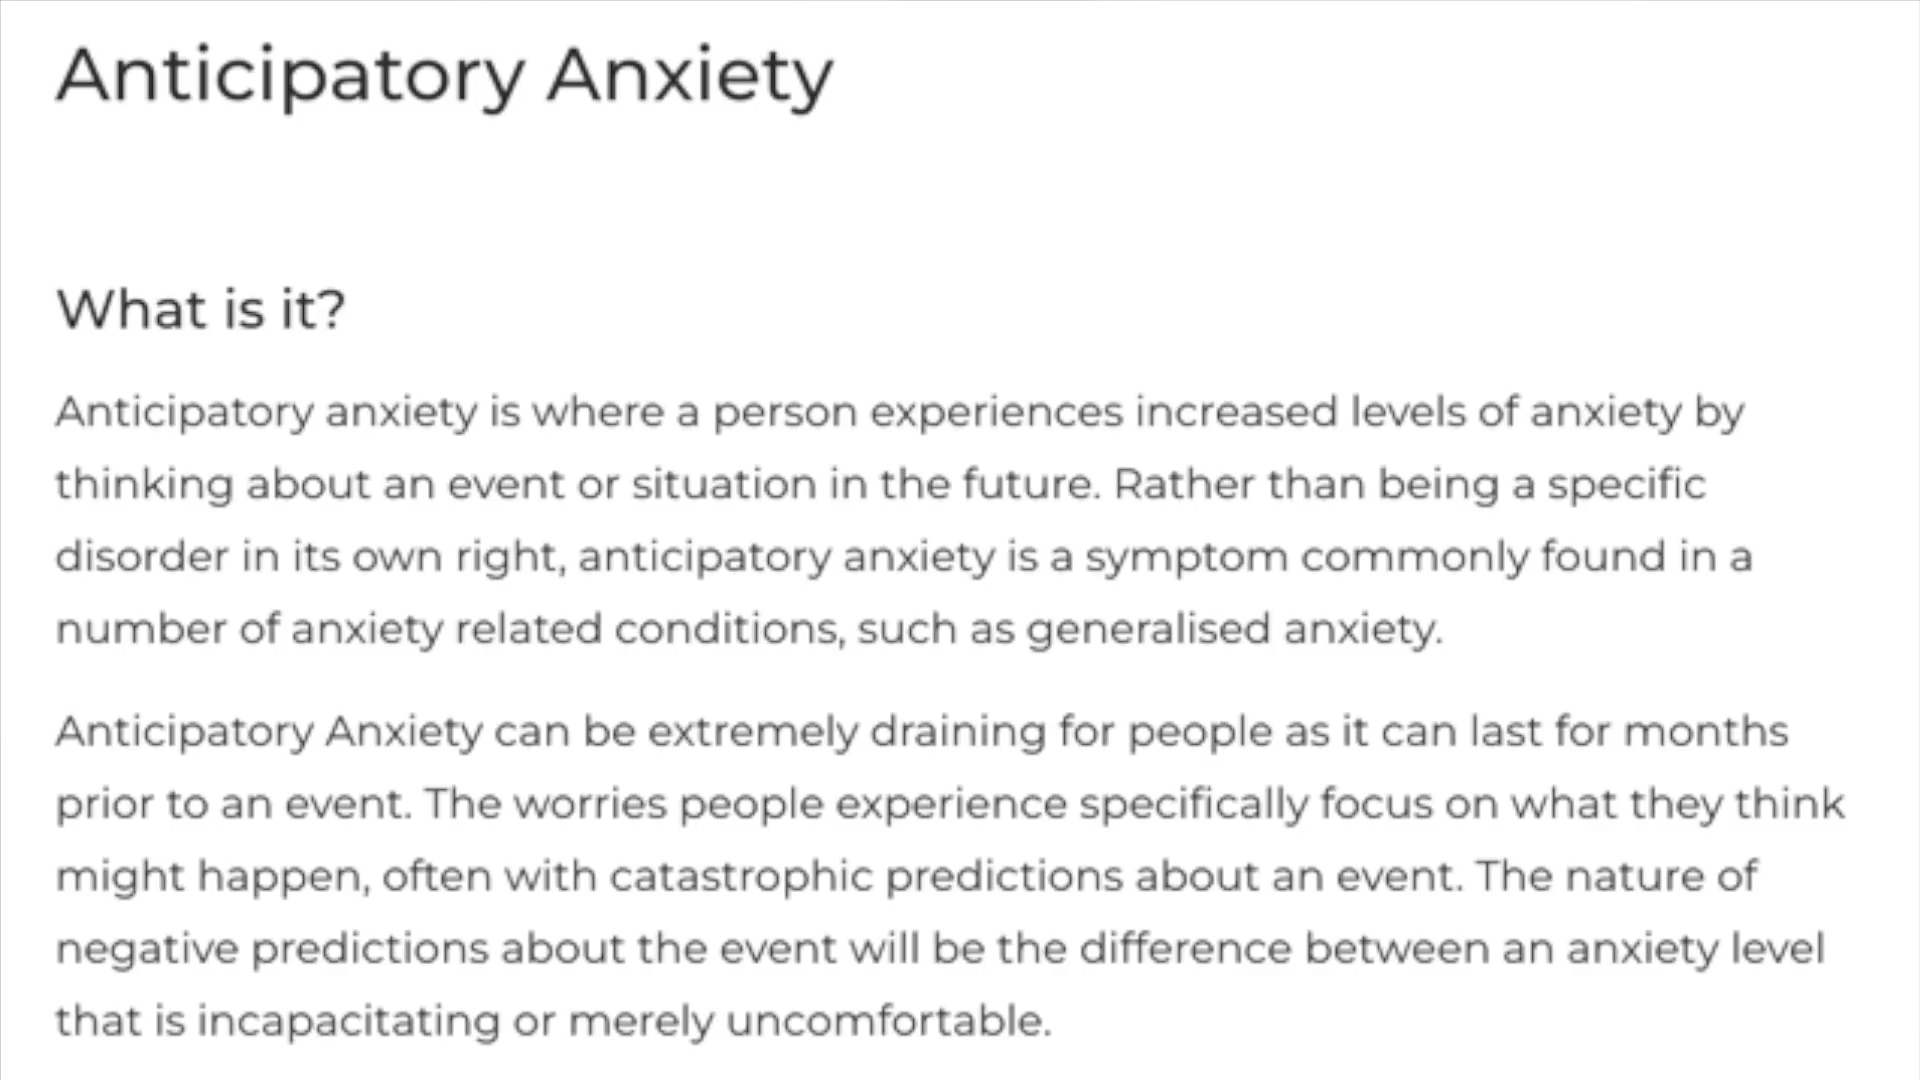 Anticipatory Anxiety
What is it?
Anticipatory anxiety is where a person experiences increased levels of anxiety by
thinking about an event or situation in the future. Rather than being a specific
disorder in its own right, anticipatory anxiety is a symptom commonly found in a
number of anxiety related conditions, such as generalised anxiety.
Anticipatory Anxiety can be extremely draining for people as it can last for months
prior to an event. The worries people experience specifically focus on what they think
might happen, often with catastrophic predictions about an event. The nature of
negative predictions about the event will be the difference between an anxiety level
that is incapacitating or merely uncomfortable.